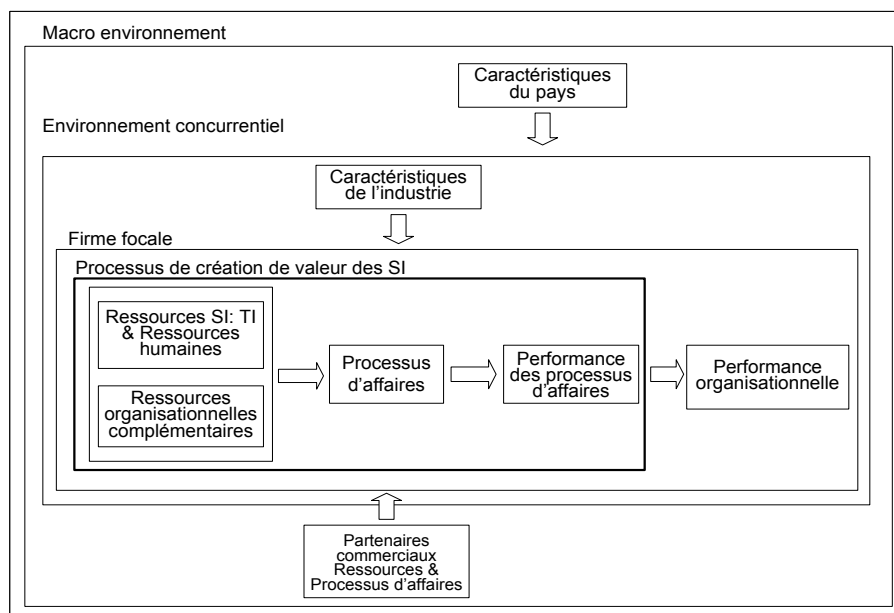 Macro environnement
Caractéristiques
du pays
Environnement concurrentiel
Caractéristiques
de l'industrie
Firme focale
Processus de création de valeur des SI
Ressources SI: TI
& Ressources
humaines
Ressources
organisationnelles
complémentaires
Processus
d'affaires
Performance
des processus
d'affaires
Performance
organisationnelle
Partenaires
commerciaux
Ressources &
Processus d'affaires